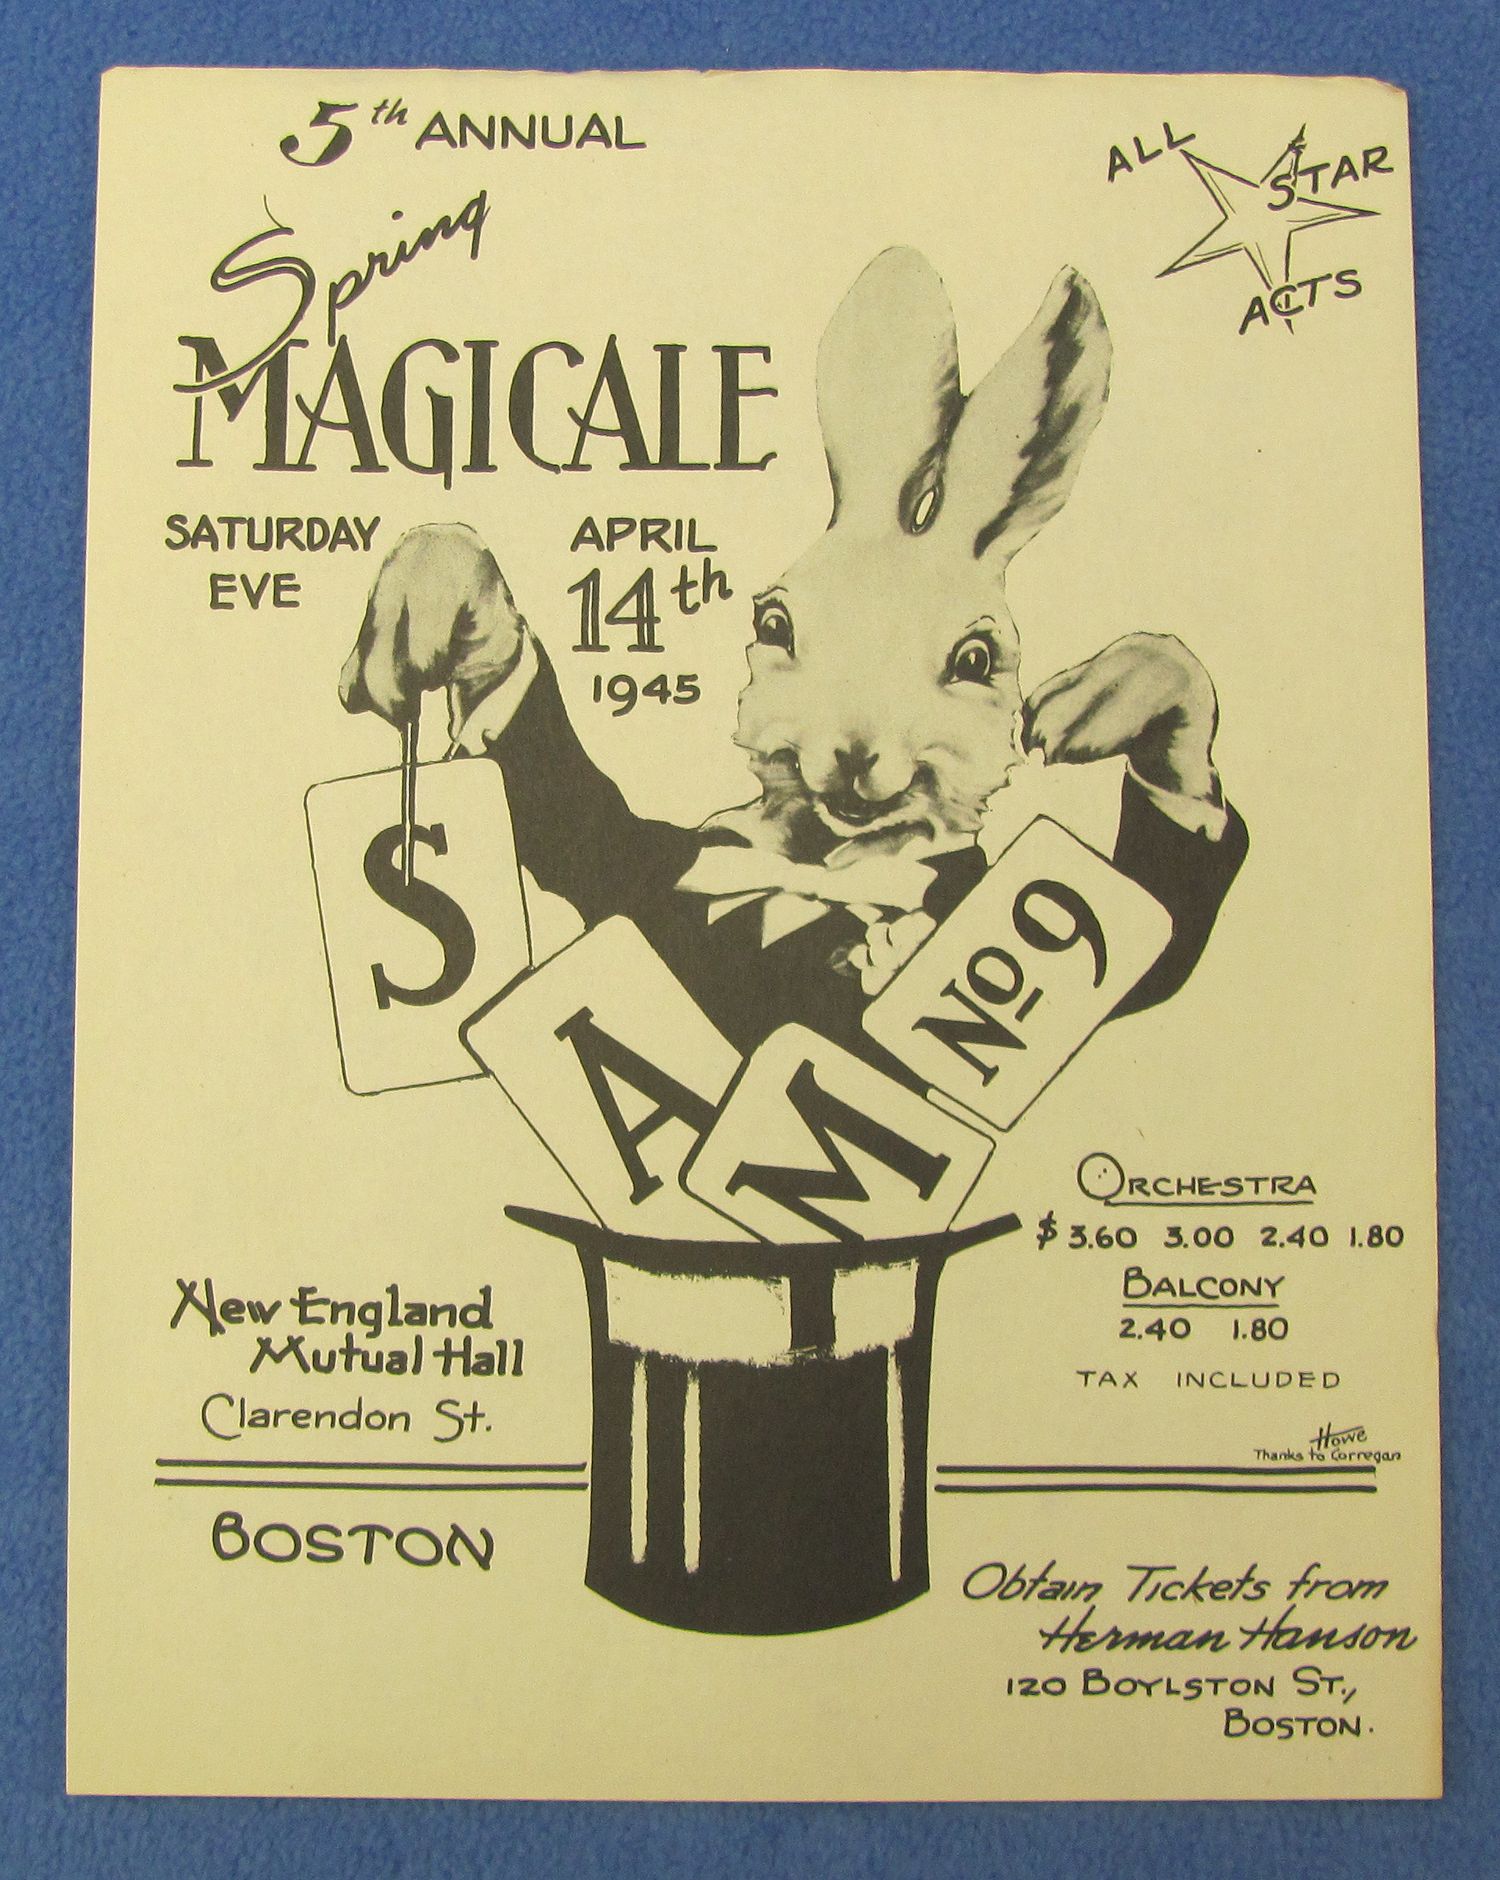 5th ANNUAL
Spring
MAGICALE
ALL
STAR
ACTS
SATURDAY
EVE
APRIL
14th
1945
S
A
M
No 9
ORCHESTRA
$ 3.60 3.00 2.40 1.80
BALCONY
2.40 1.80
TAX INCLUDED
New England
Mutual Hall
Clarendon St.
Howe
Thanks to Corregan
BOSTON
Obtain Tickets from
Herman Hanson
120 BOYLSTON ST.,
BOSTON.